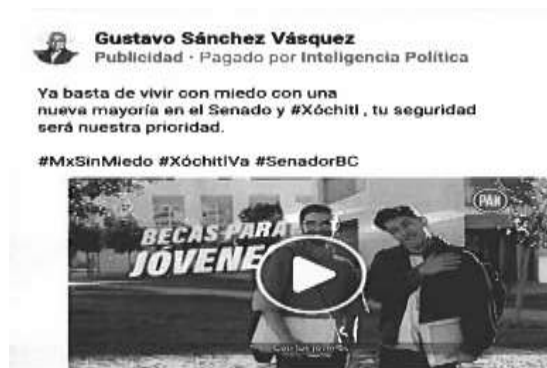 Gustavo Sánchez Vásquez
Publicidad · Pagado por Inteligencia Política
Ya basta de vivir con miedo con una
nueva mayoría en el Senado y #Xóchitl , tu seguridad
será nuestra prioridad.
#MxSinMiedo #XóchitlVa #SenadorBC
PAN
BECAS PARA
JÓVENE